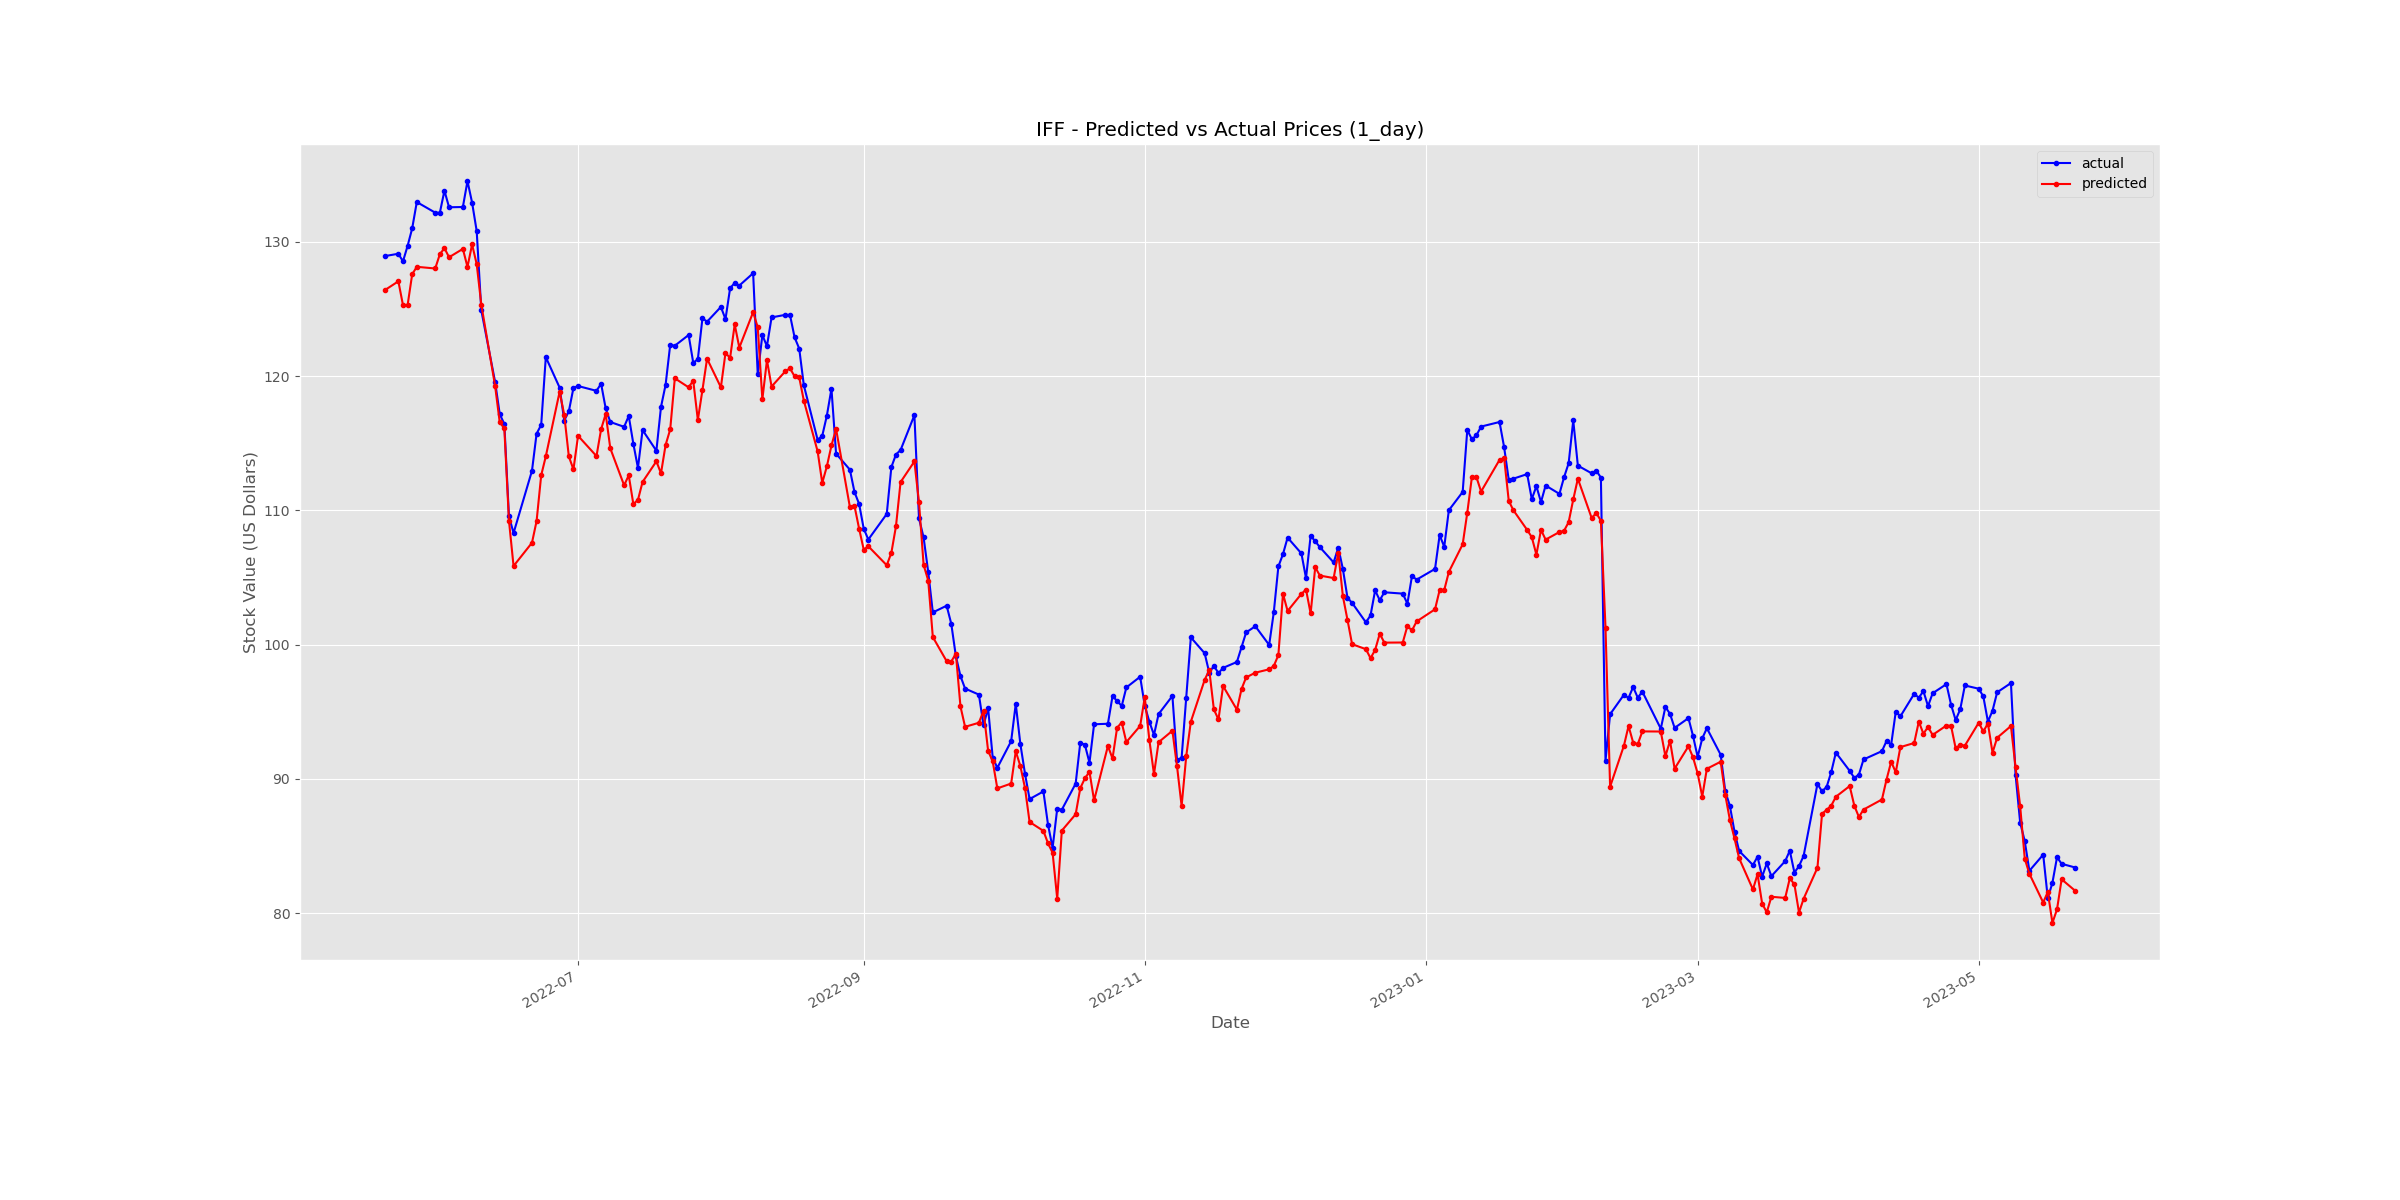 IFF - Predicted vs Actual Prices (1_day)
actual
predicted
Stock Value (US Dollars)
130
120
110
100
90
80
2022-07
2022-09
2022-11
2023-01
2023-03
2023-05
Date